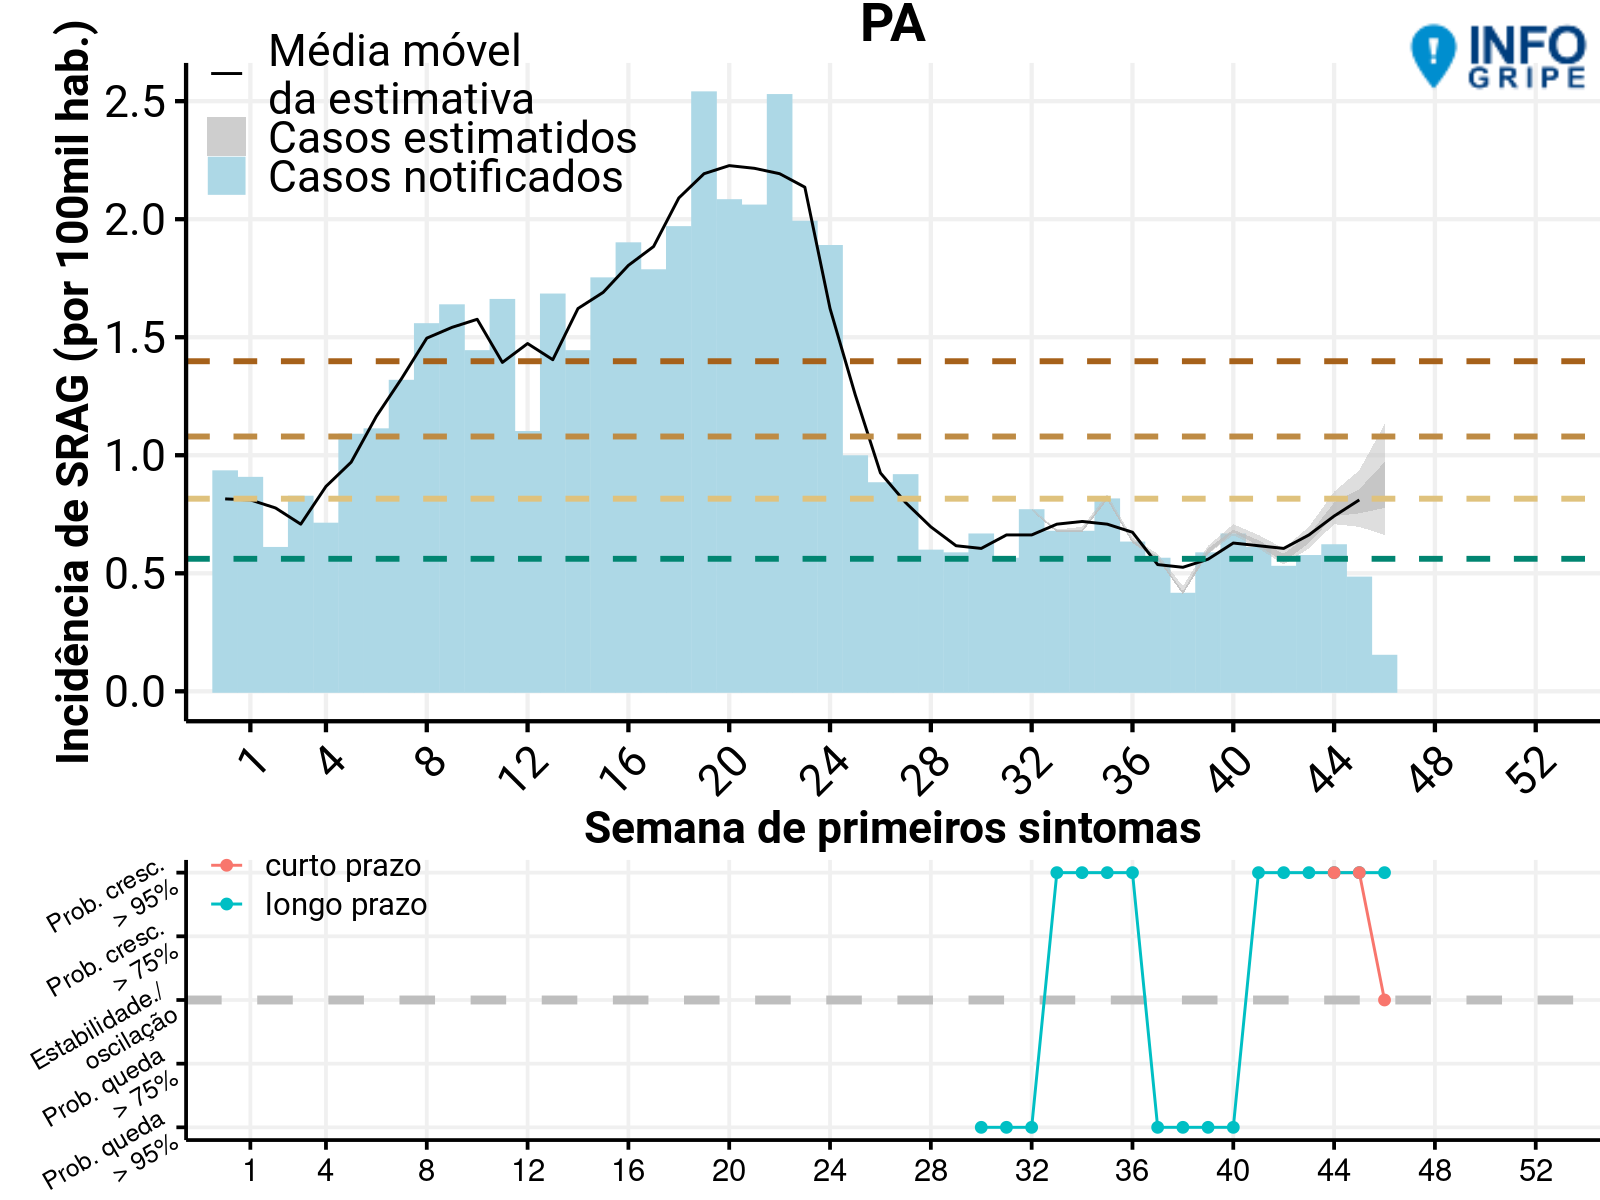 PA
INFO
GRIPE
Média móvel
da estimativa
Casos estimatidos
Casos notificados
Incidência de SRAG (por 100mil hab.)
2.5
2.0
1.5
1.0
0.5
0.0
1 4 8 12 16 20 24 28 32 36 40 44 48 52
Semana de primeiros sintomas
curto prazo
longo prazo
Prob. cresc.
> 95%
Prob. cresc.
> 75%
Estabilidade./
oscilação
Prob. queda
> 75%
Prob. queda
> 95%
1 4 8 12 16 20 24 28 32 36 40 44 48 52